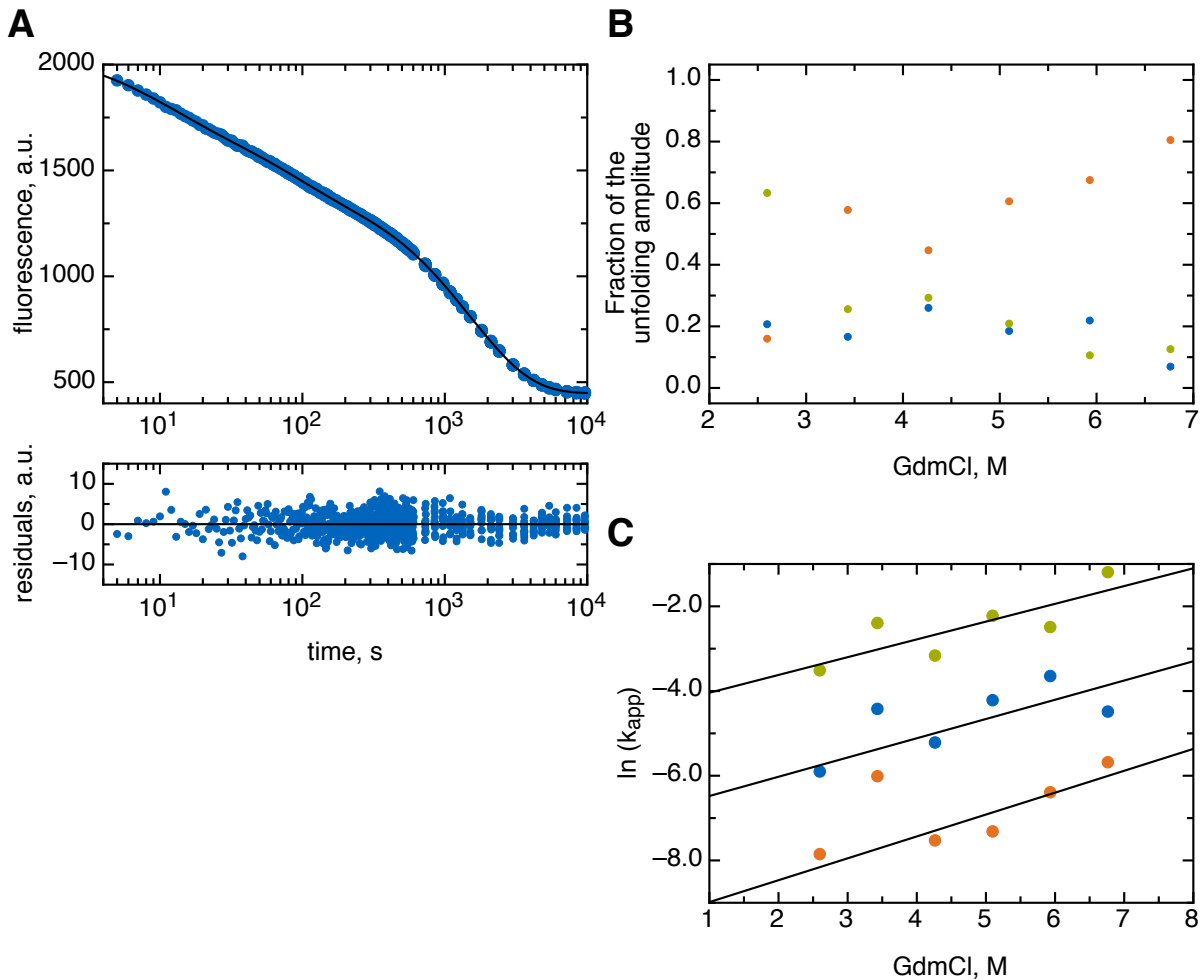 A
2000
1500
1000
500
fluorescence, a.u.
10¹ 10² 10³ 10⁴
10
0
−10
residuals, a.u.
10¹ 10² 10³ 10⁴
time, s
B
1.0
0.8
0.6
0.4
0.2
0.0
Fraction of the
unfolding amplitude
2 3 4 5 6 7
GdmCl, M
C
−2.0
−4.0
−6.0
−8.0
ln (k_app)
1 2 3 4 5 6 7 8
GdmCl, M